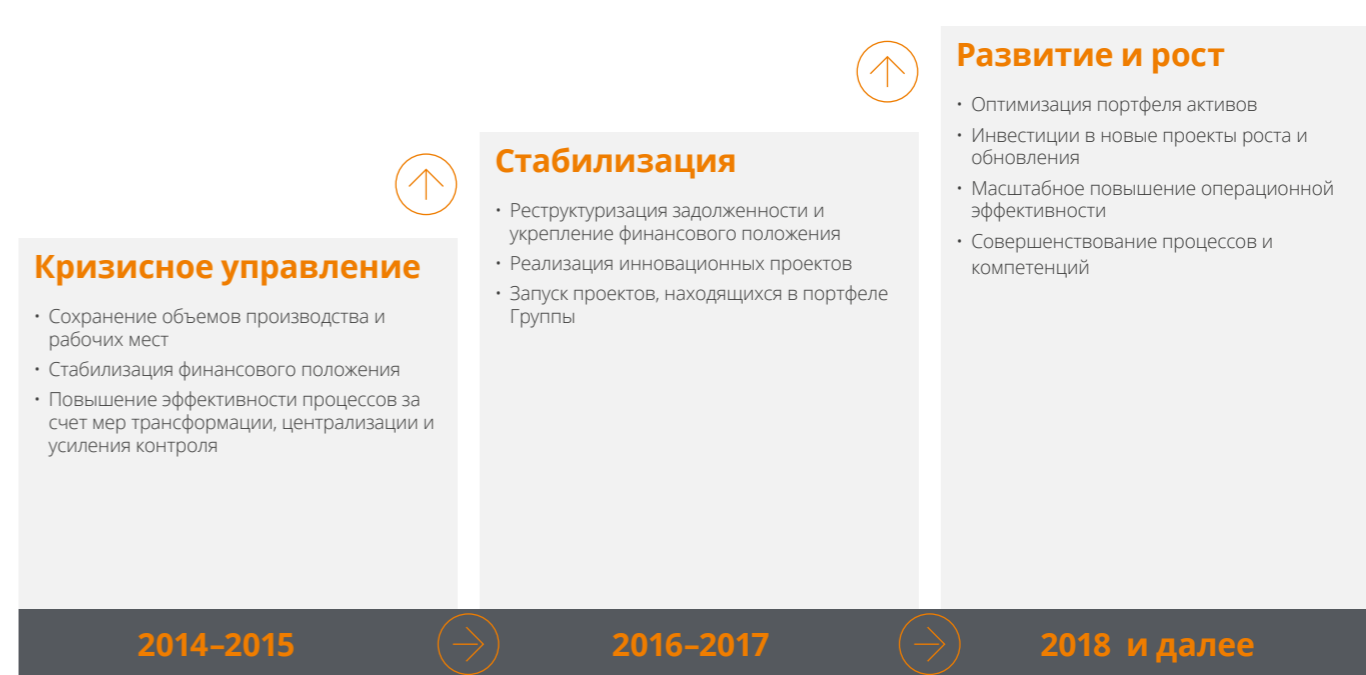 Кризисное управление
• Сохранение объемов производства и
рабочих мест
• Стабилизация финансового положения
• Повышение эффективности процессов за
счет мер трансформации, централизации и
усиления контроля
2014–2015
Стабилизация
• Реструктуризация задолженности и
укрепление финансового положения
• Реализация инновационных проектов
• Запуск проектов, находящихся в портфеле
Группы
2016–2017
Развитие и рост
• Оптимизация портфеля активов
• Инвестиции в новые проекты роста и
обновления
• Масштабное повышение операционной
эффективности
• Совершенствование процессов и
компетенций
2018 и далее